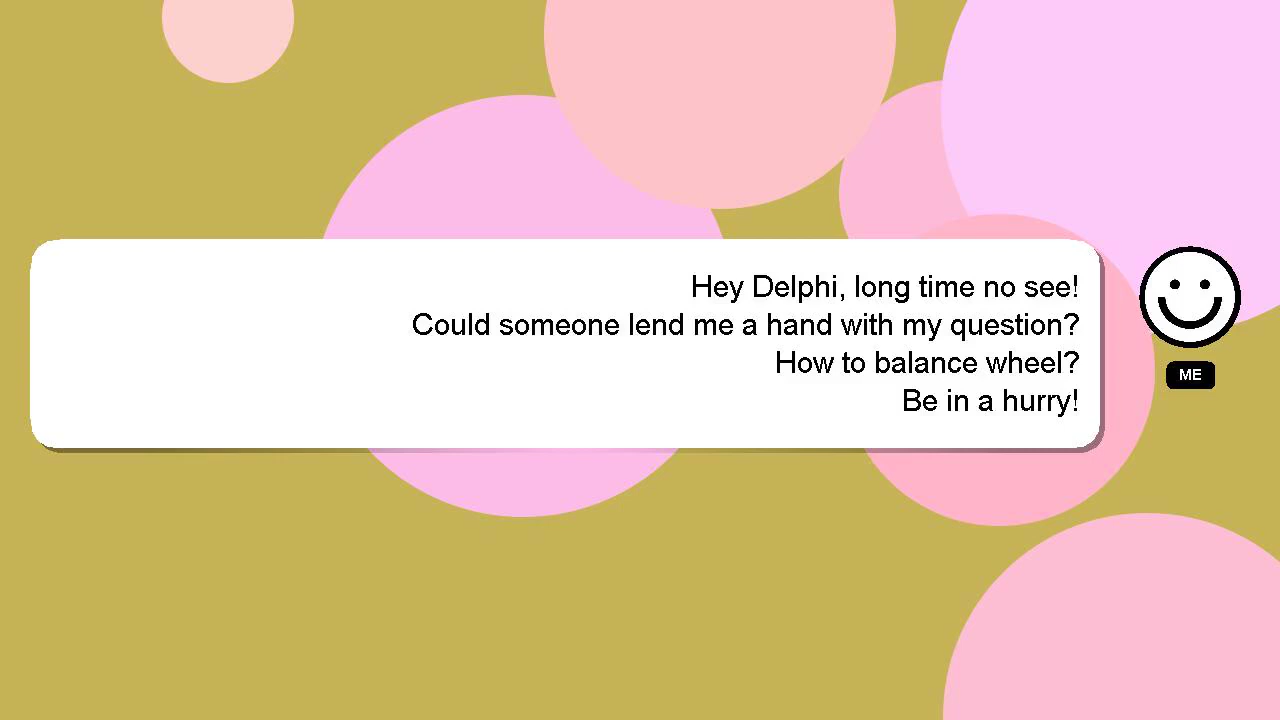 Hey Delphi, long time no see!
Could someone lend me a hand with my question?
How to balance wheel?
Be in a hurry!
ME